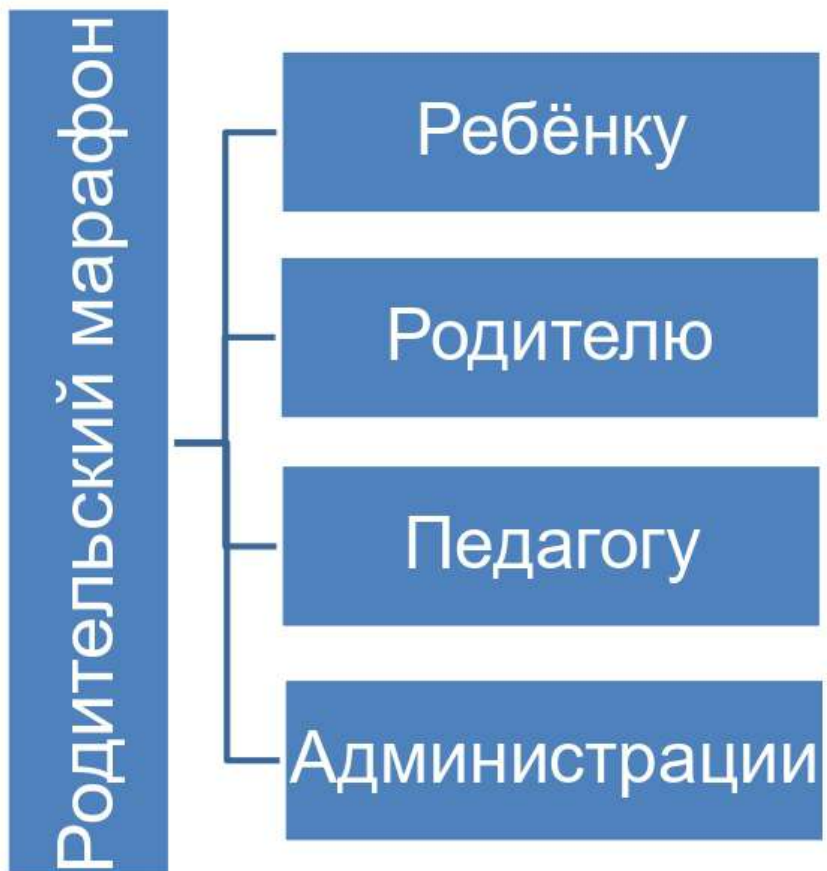 Родительский марафон
Ребёнку
Родителю
Педагогу
Администрации